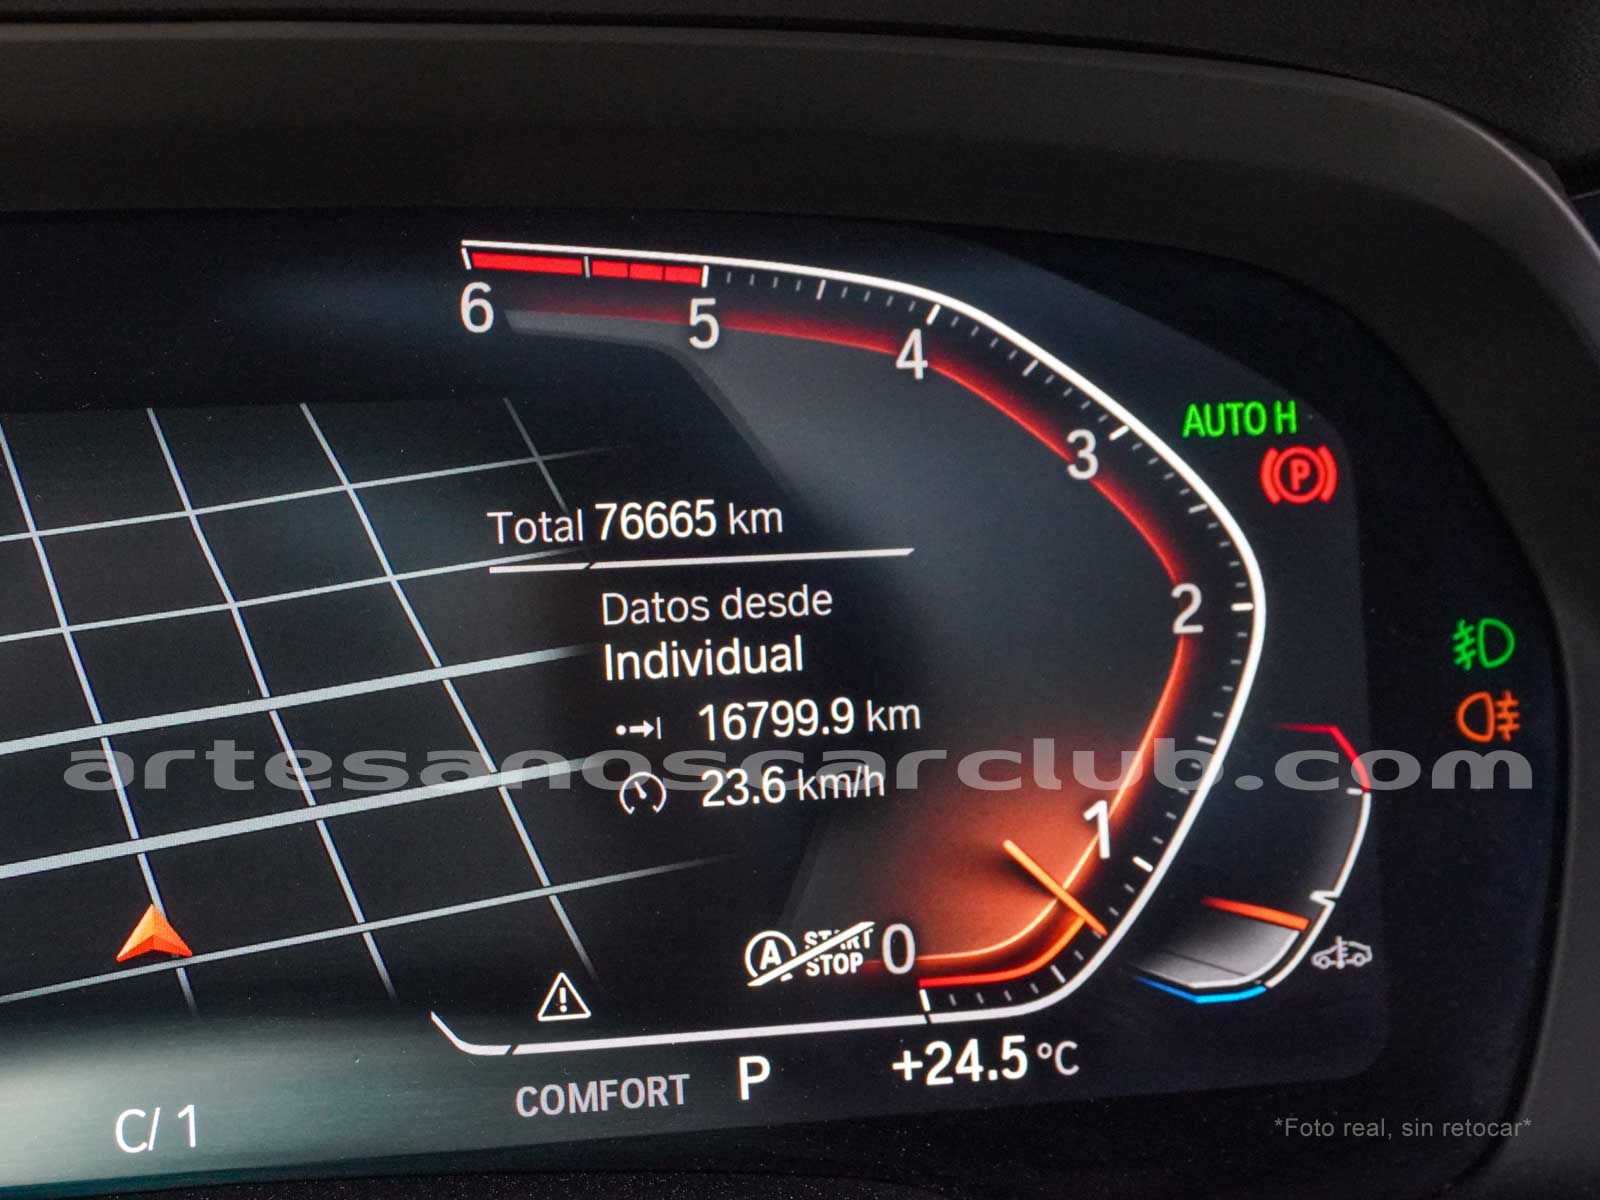 6
5
4
3
2
1
0
AUTO H
P
Total 76665 km
Datos desde
Individual
16799.9 km
23.6 km/h
artesanoscarclub.com
A START
STOP
!
COMFORT P +24.5 °C
C/ 1
*Foto real, sin retocar*